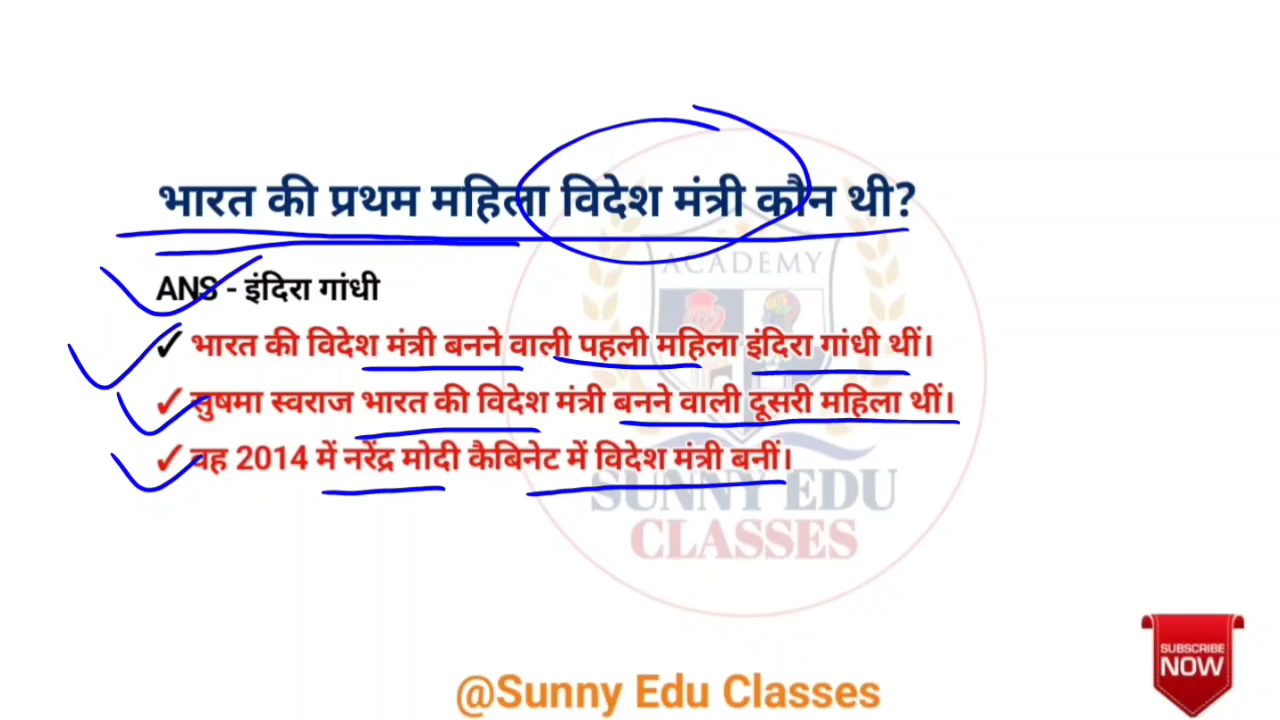 भारत की प्रथम महिला विदेश मंत्री कौन थी?
ANS - इंदिरा गांधी
✓ भारत की विदेश मंत्री बनने वाली पहली महिला इंदिरा गांधी थीं।
✓ सुषमा स्वराज भारत की विदेश मंत्री बनने वाली दूसरी महिला थीं।
✓ वह 2014 में नरेंद्र मोदी कैबिनेट में विदेश मंत्री बनीं।
ACADEMY
SUNNY EDU
CLASSES
SUBSCRIBE
NOW
@Sunny Edu Classes